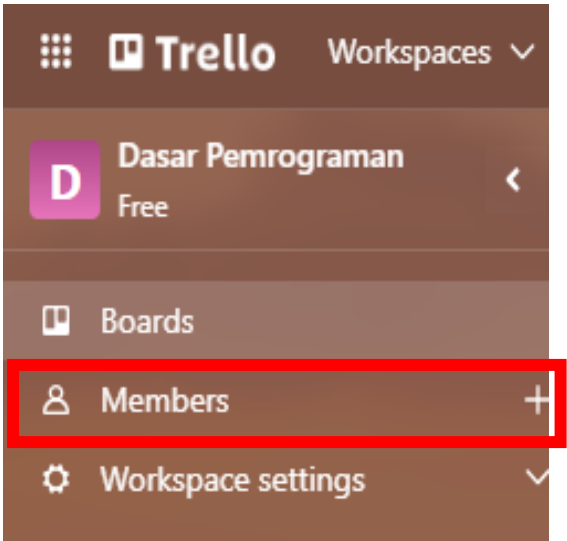 Trello Workspaces
D Dasar Pemrograman
Free
Boards
Members
Workspace settings